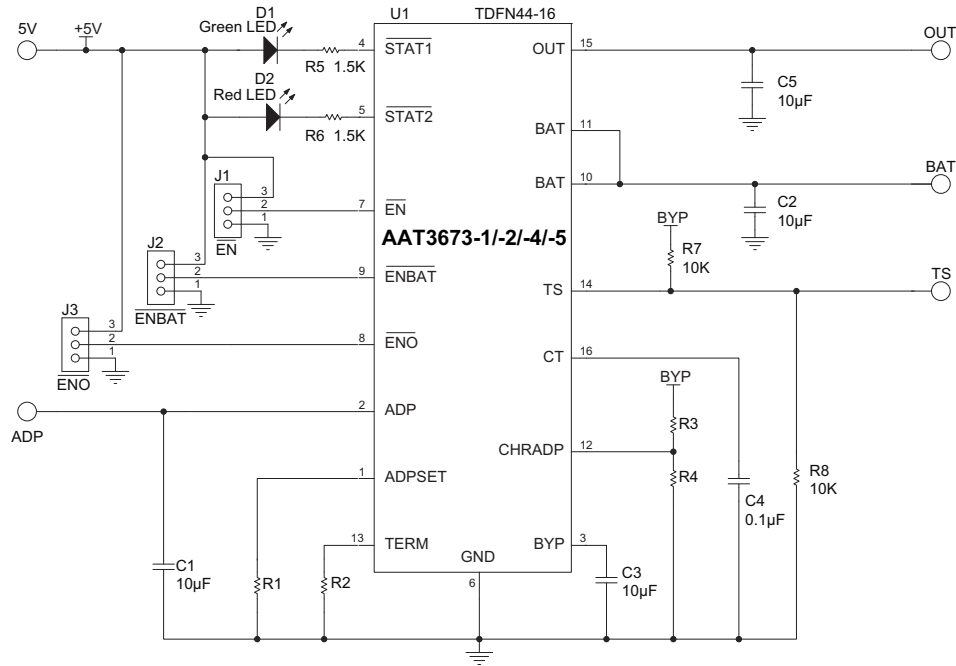 D1
U1
TDFN44-16
5V
+5V
Green LED
4
STAT1
OUT
15
OUT
R5 1.5K
D2
Red LED
C5
10µF
5
STAT2
R6 1.5K
BAT
11
BAT
10
BAT
J1
3
2
1
7
EN
EN
C2
10µF
AAT3673-1/-2/-4/-5
BYP
R7
10K
J2
3
2
1
9
ENBAT
ENBAT
TS
14
TS
J3
3
2
1
8
ENO
ENO
CT
16
BYP
ADP
2
ADP
R3
CHRADP
12
1
ADPSET
R4
R8
10K
C4
0.1µF
13
TERM
BYP
3
GND
6
C1
10µF
R1
R2
C3
10µF